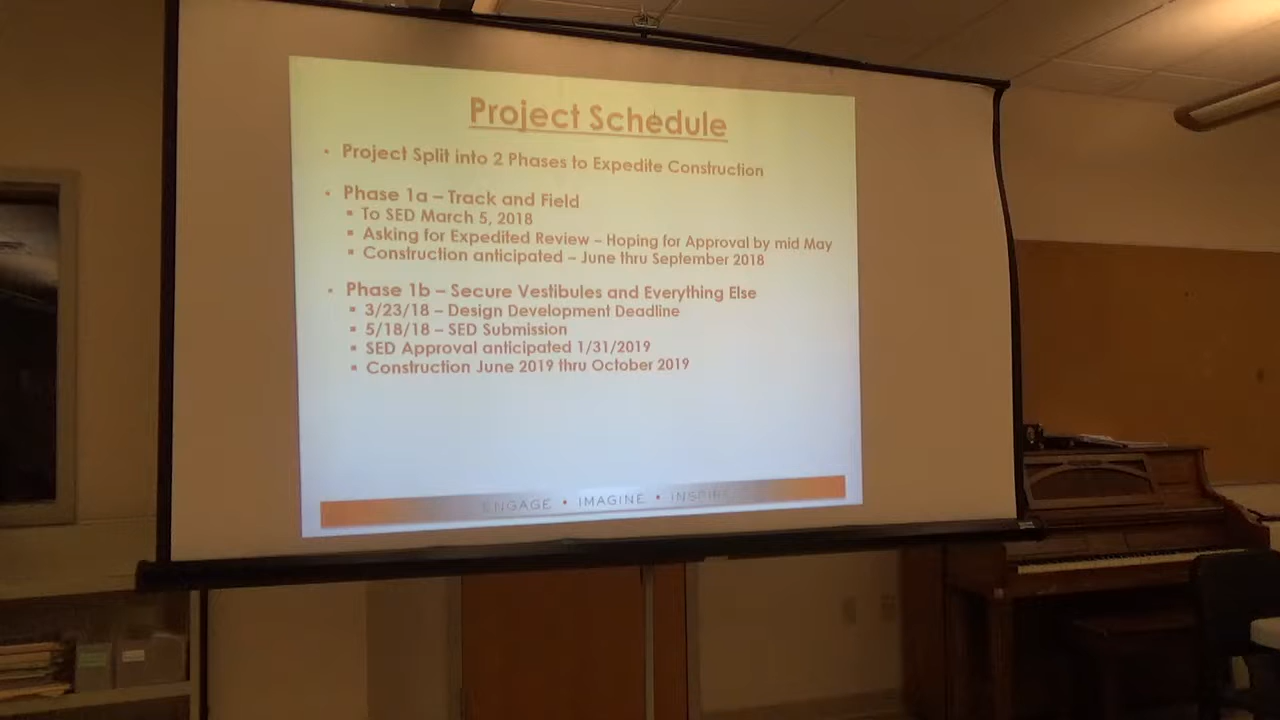 Project Schedule
• Project Split into 2 Phases to Expedite Construction
• Phase 1a – Track and Field
▪ To SED March 5, 2018
▪ Asking for Expedited Review – Hoping for Approval by mid May
▪ Construction anticipated – June thru September 2018
• Phase 1b – Secure Vestibules and Everything Else
▪ 3/23/18 – Design Development Deadline
▪ 5/18/18 – SED Submission
▪ SED Approval anticipated 1/31/2019
▪ Construction June 2019 thru October 2019
ENGAGE • IMAGINE • INSPIRE